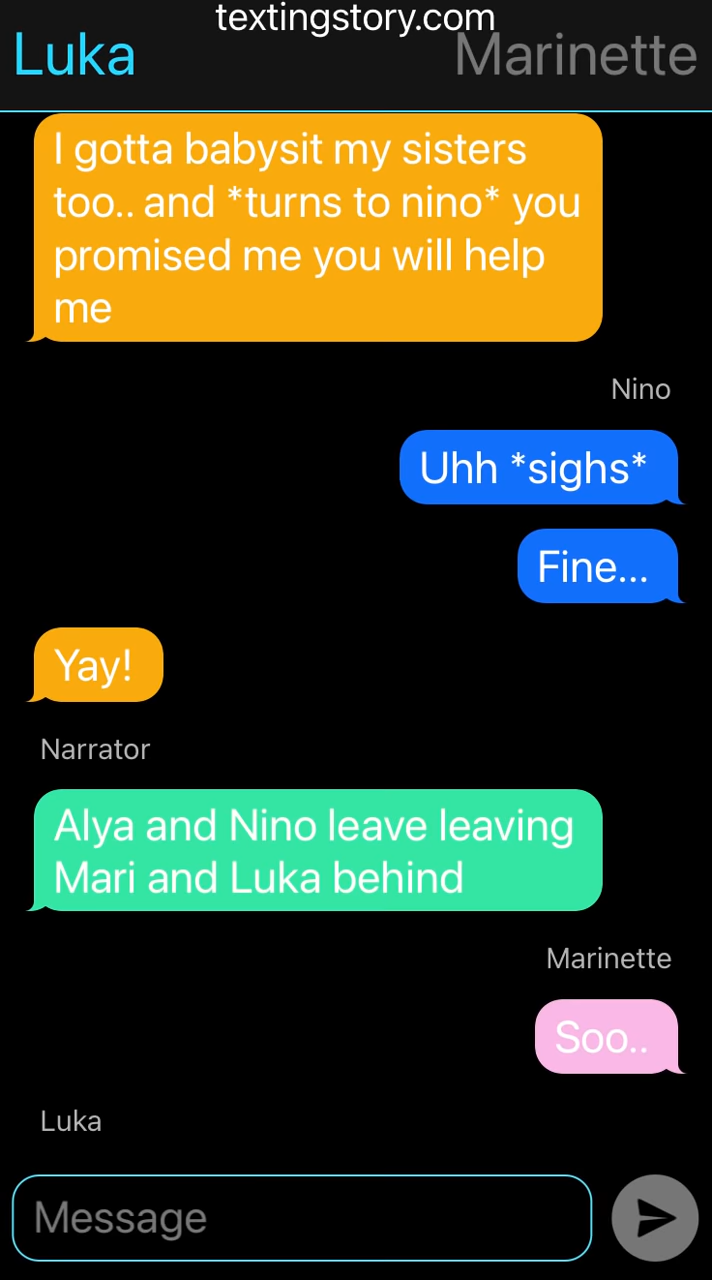 textingstory.com
Luka
Marinette
I gotta babysit my sisters
too.. and *turns to nino* you
promised me you will help
me
Nino
Uhh *sighs*
Fine...
Yay!
Narrator
Alya and Nino leave leaving
Mari and Luka behind
Marinette
Soo..
Luka
Message